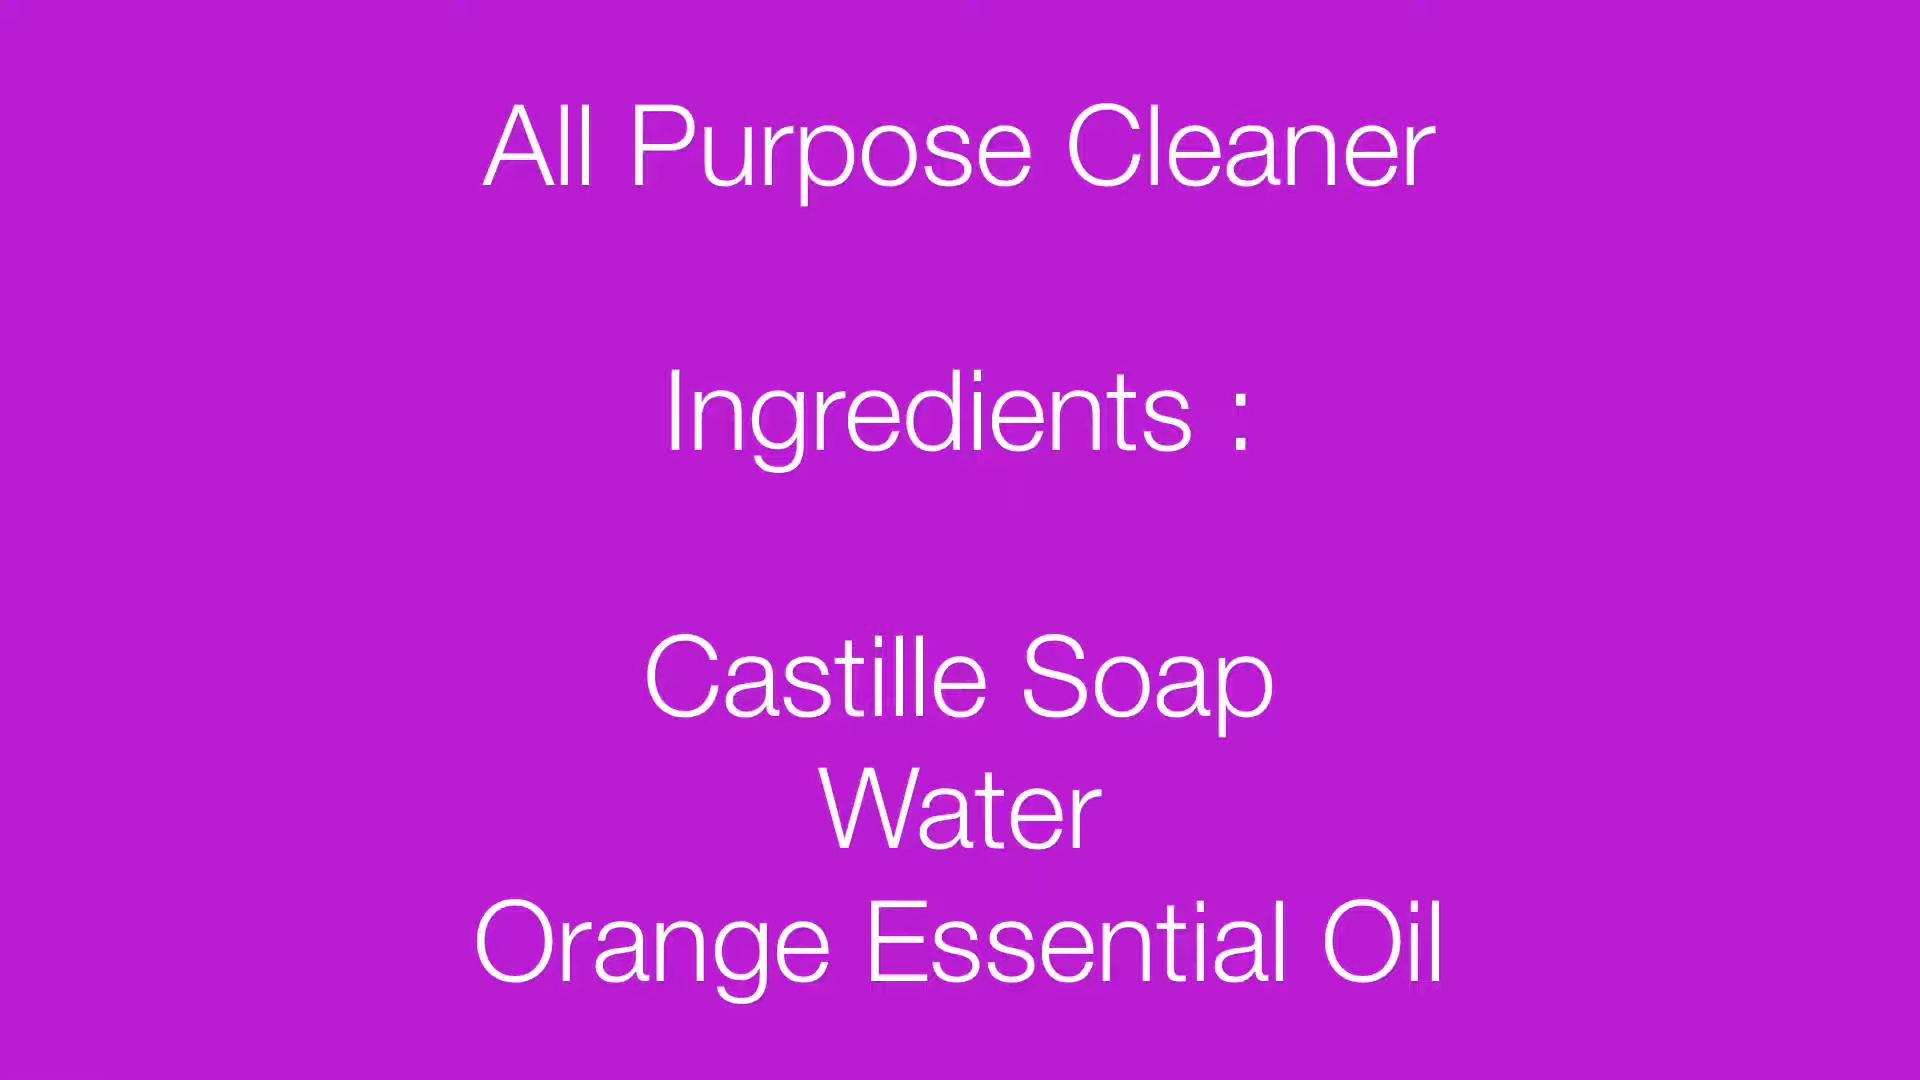 All Purpose Cleaner
Ingredients :
Castille Soap
Water
Orange Essential Oil